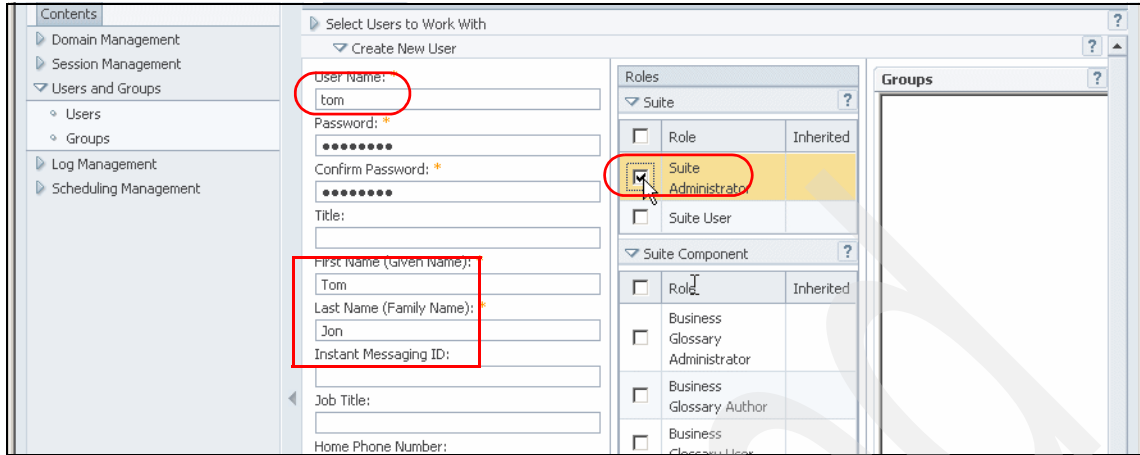 Contents
Domain Management
Session Management
Users and Groups
Users
Groups
Log Management
Scheduling Management
Select Users to Work With
?
Create New User
?
User Name: *
tom
Password: *
Confirm Password: *
Title:
First Name (Given Name):
Tom
Last Name (Family Name): *
Jon
Instant Messaging ID:
Job Title:
Home Phone Number:
Roles
Suite
?
Role Inherited
Suite
Administrator
Suite User
Suite Component
?
Role Inherited
Business
Glossary
Administrator
Business
Glossary Author
Business
Glossary User
Groups
?